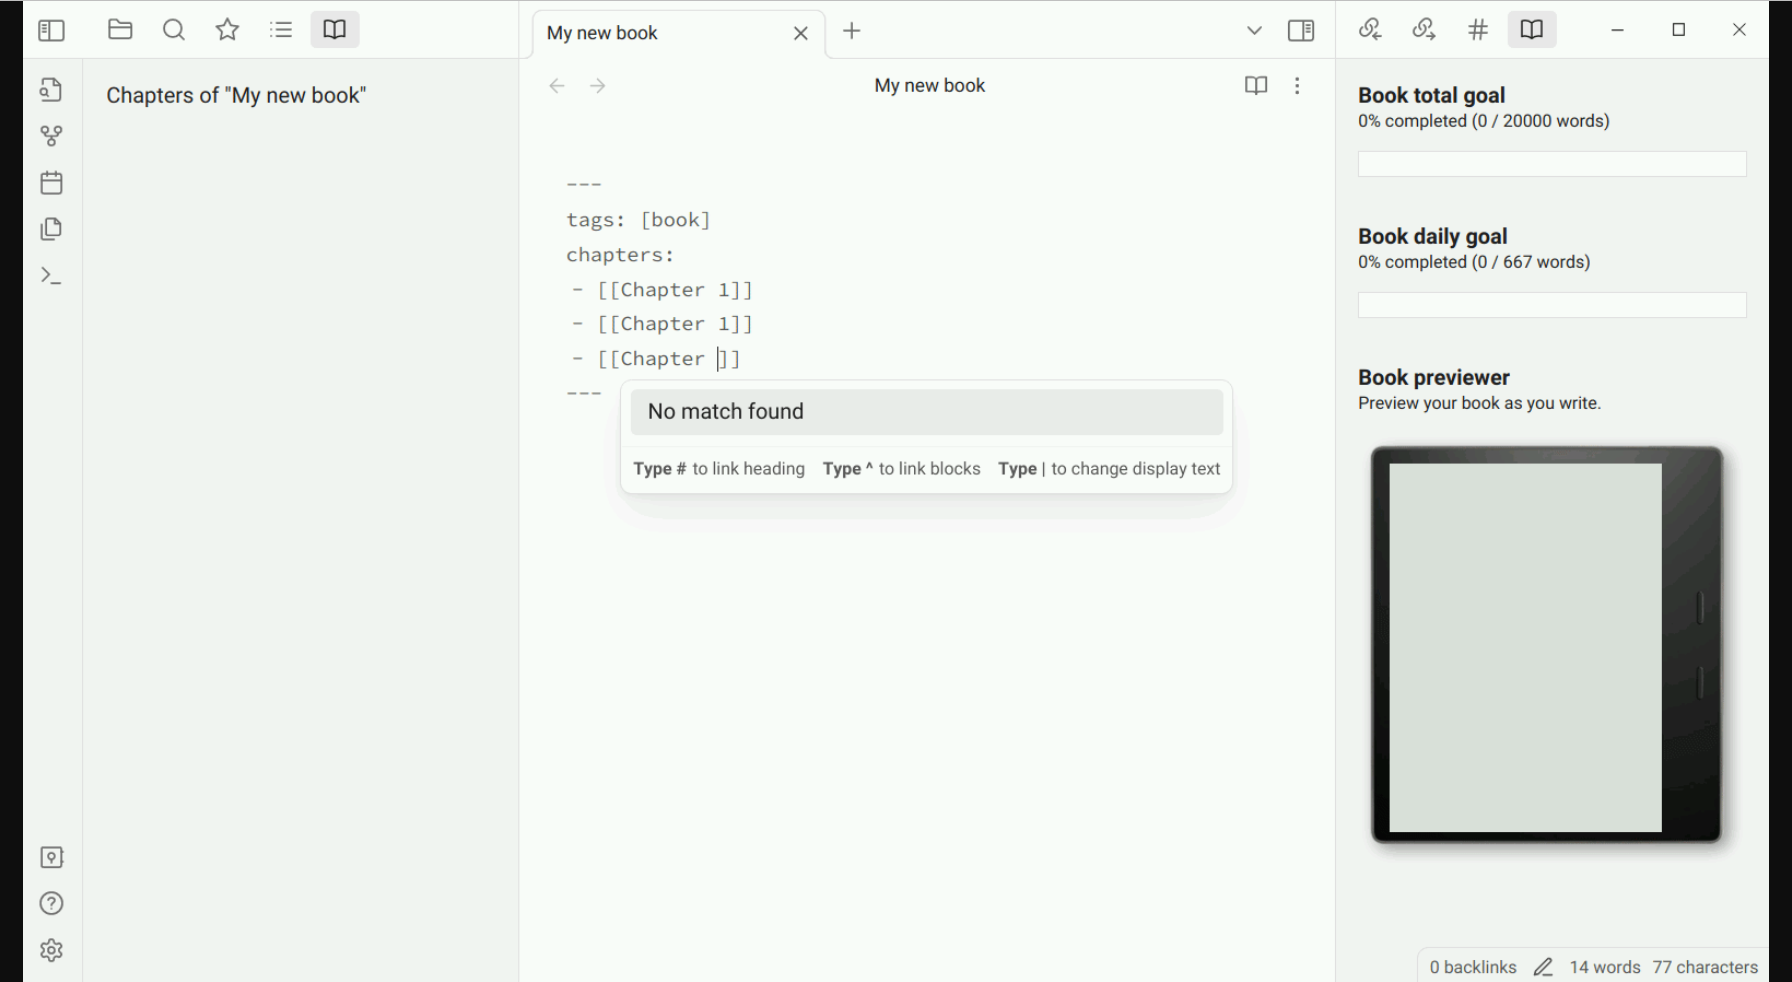 My new book
Chapters of "My new book"
My new book
---
tags: [book]
chapters:
- [[Chapter 1]]
- [[Chapter 1]]
- [[Chapter ]]
---
No match found
Type # to link heading Type ^ to link blocks Type | to change display text
Book total goal
0% completed (0 / 20000 words)
Book daily goal
0% completed (0 / 667 words)
Book previewer
Preview your book as you write.
0 backlinks 14 words 77 characters